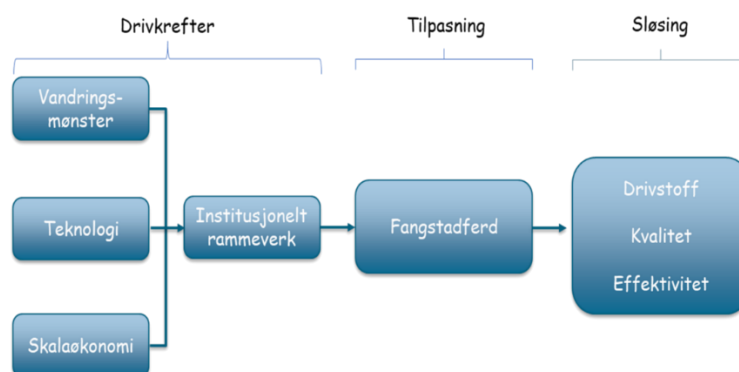 Drivkrefter
Tilpasning
Sløsing
Vandrings-
mønster
Teknologi
Skalaøkonomi
Institusjonelt
rammeverk
Fangstadferd
Drivstoff
Kvalitet
Effektivitet